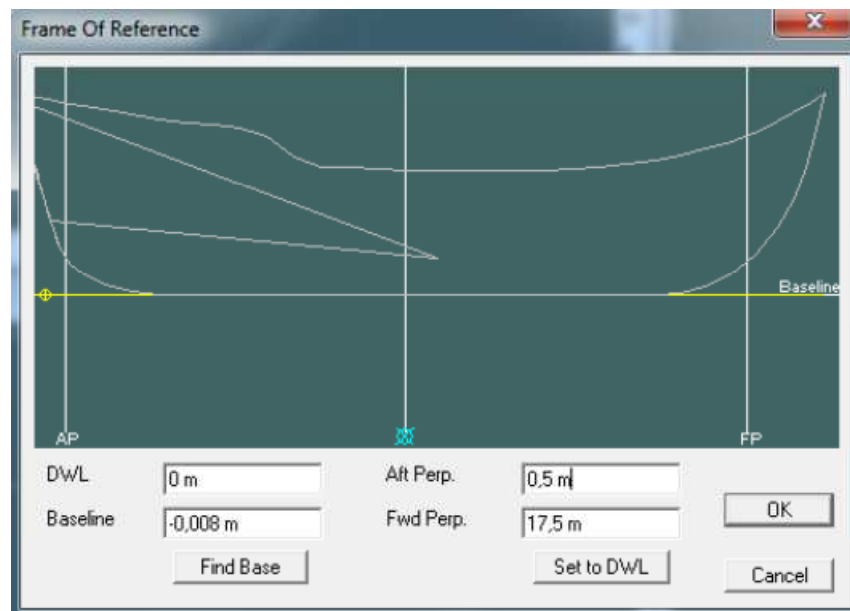 Frame Of Reference
Baseline
AP
FP
DWL
0 m
Aft Perp.
0,5 m
Baseline
-0,008 m
Fwd Perp.
17,5 m
OK
Find Base
Set to DWL
Cancel